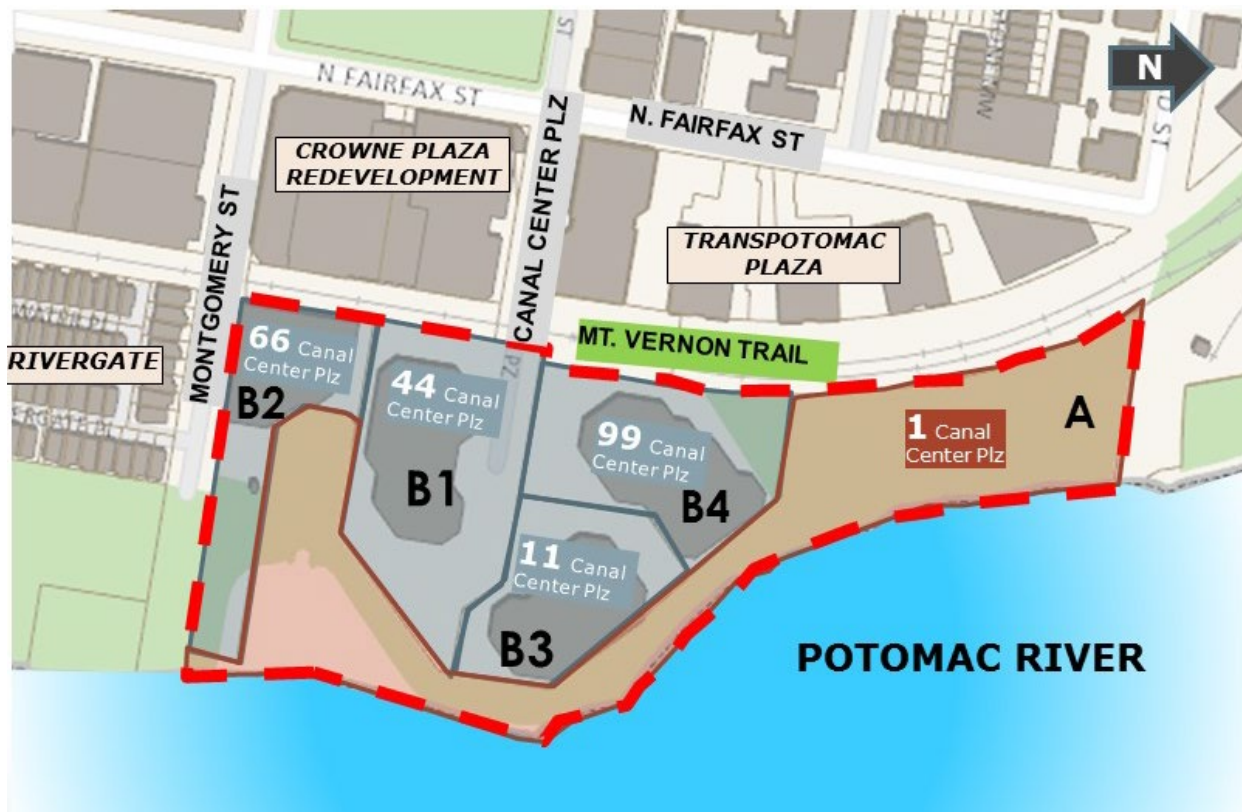 N FAIRFAX ST
ST
N
CROWNE PLAZA
REDEVELOPMENT
CANAL CENTER PLZ
N. FAIRFAX ST
MONTGOMERY ST
TRANSPOTOMAC
PLAZA
RIVERGATE
MT. VERNON TRAIL
66 Canal
Center Plz
B2
44 Canal
Center Plz
B1
99 Canal
Center Plz
B4
1 Canal
Center Plz
A
11 Canal
Center Plz
B3
POTOMAC RIVER